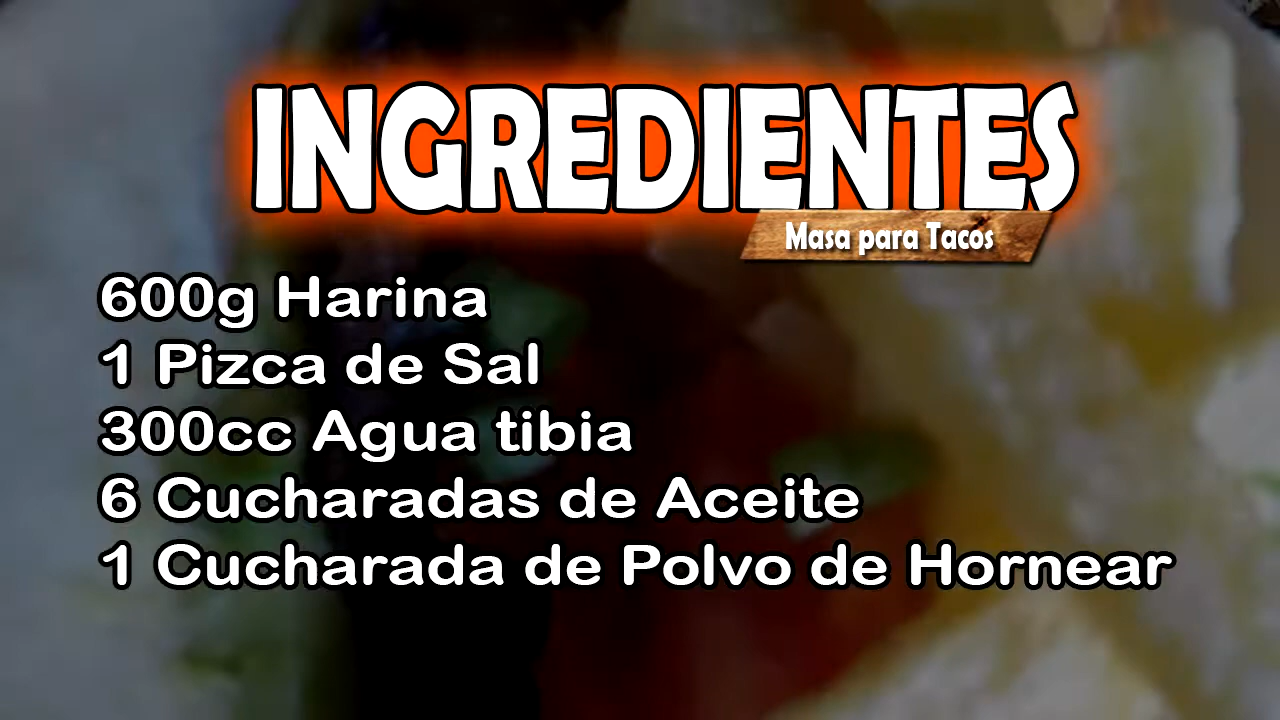 INGREDIENTES
Masa para Tacos
600g Harina
1 Pizca de Sal
300cc Agua tibia
6 Cucharadas de Aceite
1 Cucharada de Polvo de Hornear